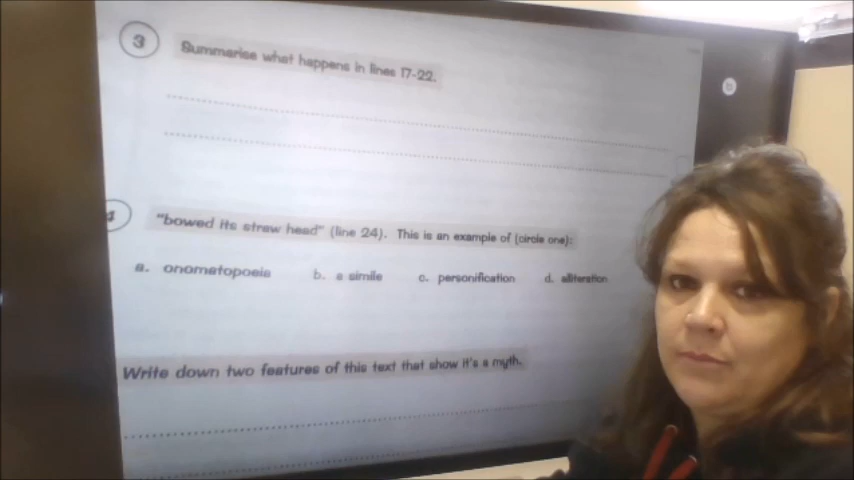 3
Summarise what happens in lines 17-22.
4
"bowed its straw head" (line 24). This is an example of (circle one):
a. onomatopoeia b. a simile c. personification d. alliteration
Write down two features of this text that show it's a myth.